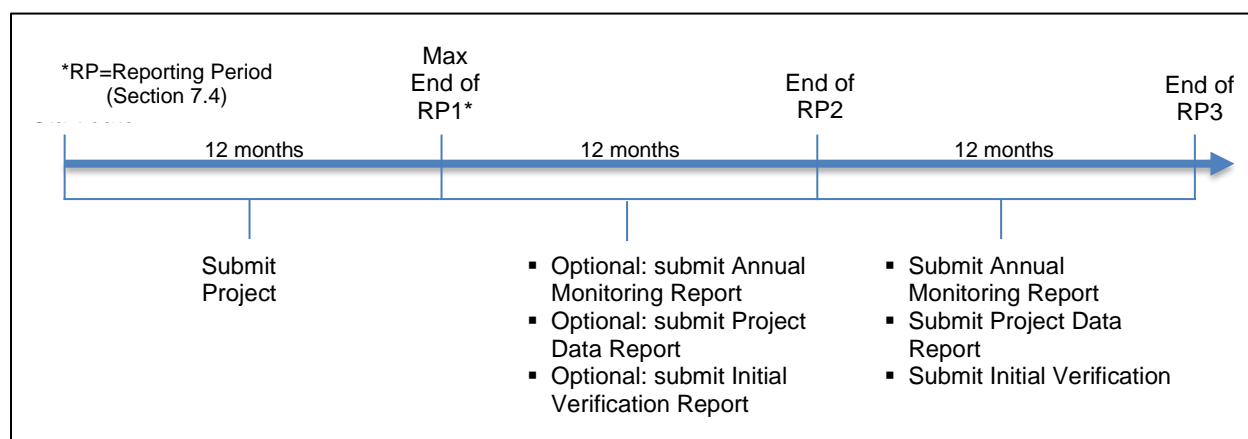 *RP=Reporting Period
(Section 7.4)
Max
End of
RP1*
End of
RP2
End of
RP3
12 months
12 months
12 months
Submit
Project
▪ Optional: submit Annual
Monitoring Report
▪ Optional: submit Project
Data Report
▪ Optional: submit Initial
Verification Report
▪ Submit Annual
Monitoring Report
▪ Submit Project Data
Report
▪ Submit Initial Verification